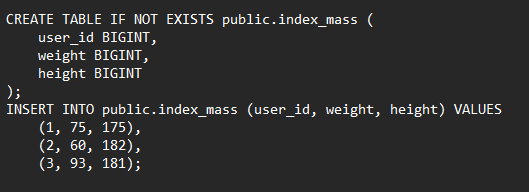 CREATE TABLE IF NOT EXISTS public.index_mass (
    user_id BIGINT,
    weight BIGINT,
    height BIGINT
);
INSERT INTO public.index_mass (user_id, weight, height) VALUES
    (1, 75, 175),
    (2, 60, 182),
    (3, 93, 181);